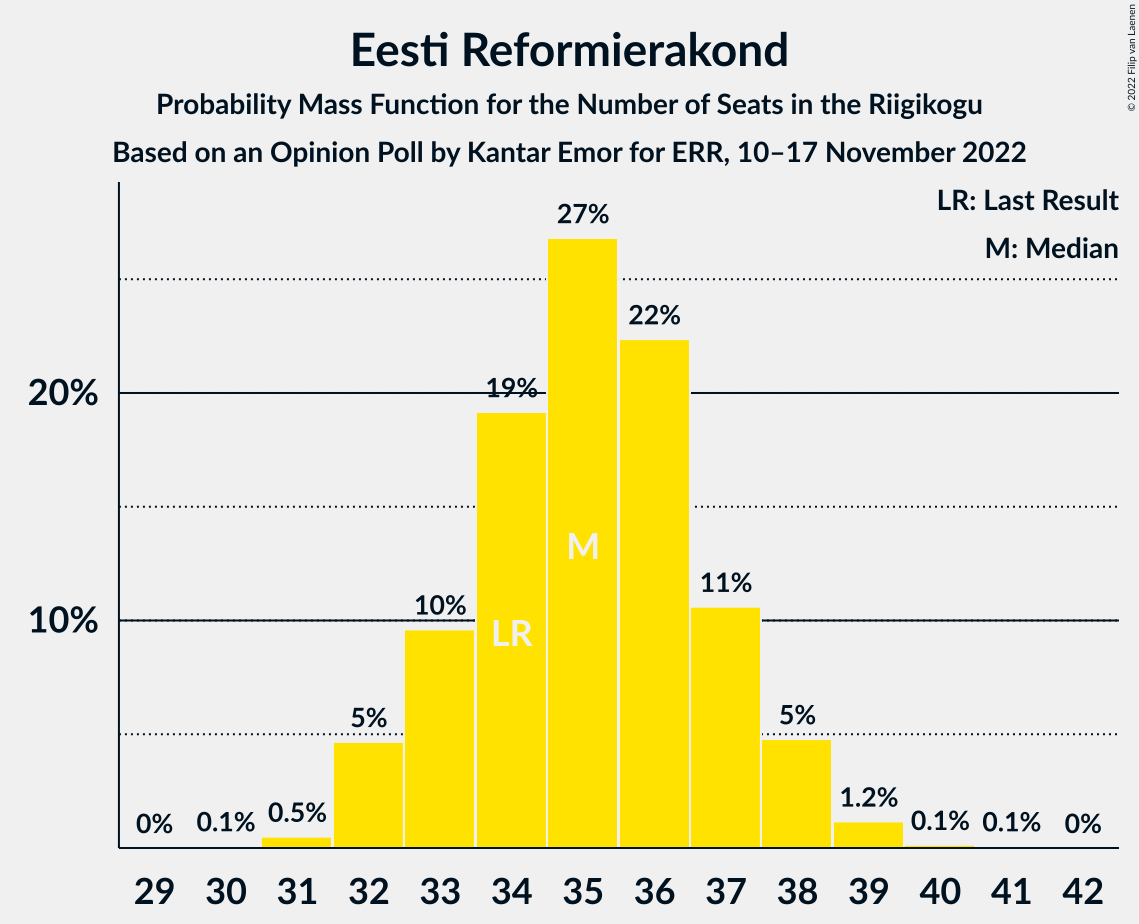 Eesti Reformierakond
Probability Mass Function for the Number of Seats in the Riigikogu
Based on an Opinion Poll by Kantar Emor for ERR, 10–17 November 2022
© 2022 Filip van Laenen
LR: Last Result
M: Median
27%
22%
20%
19%
M
11%
10%
10%
LR
5%
5%
1.2%
0%
0.1%
0.5%
0.1%
0.1%
0%
29 30 31 32 33 34 35 36 37 38 39 40 41 42